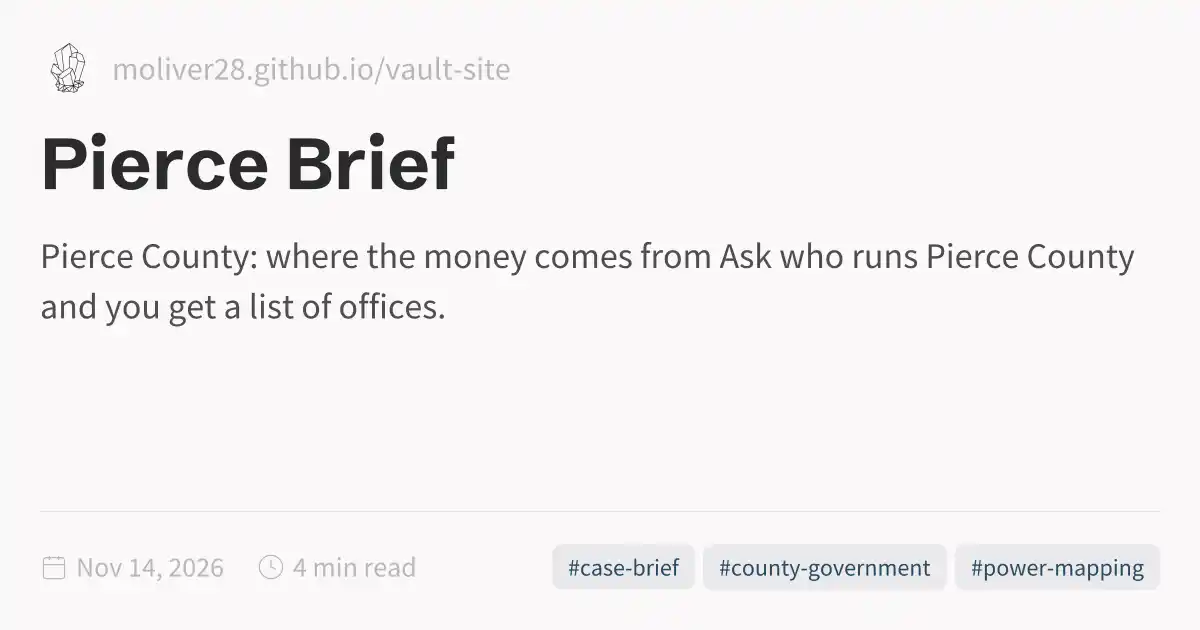 moliver28.github.io/vault-site
Pierce Brief
Pierce County: where the money comes from Ask who runs Pierce County
and you get a list of offices.
Nov 14, 2026 4 min read #case-brief #county-government #power-mapping